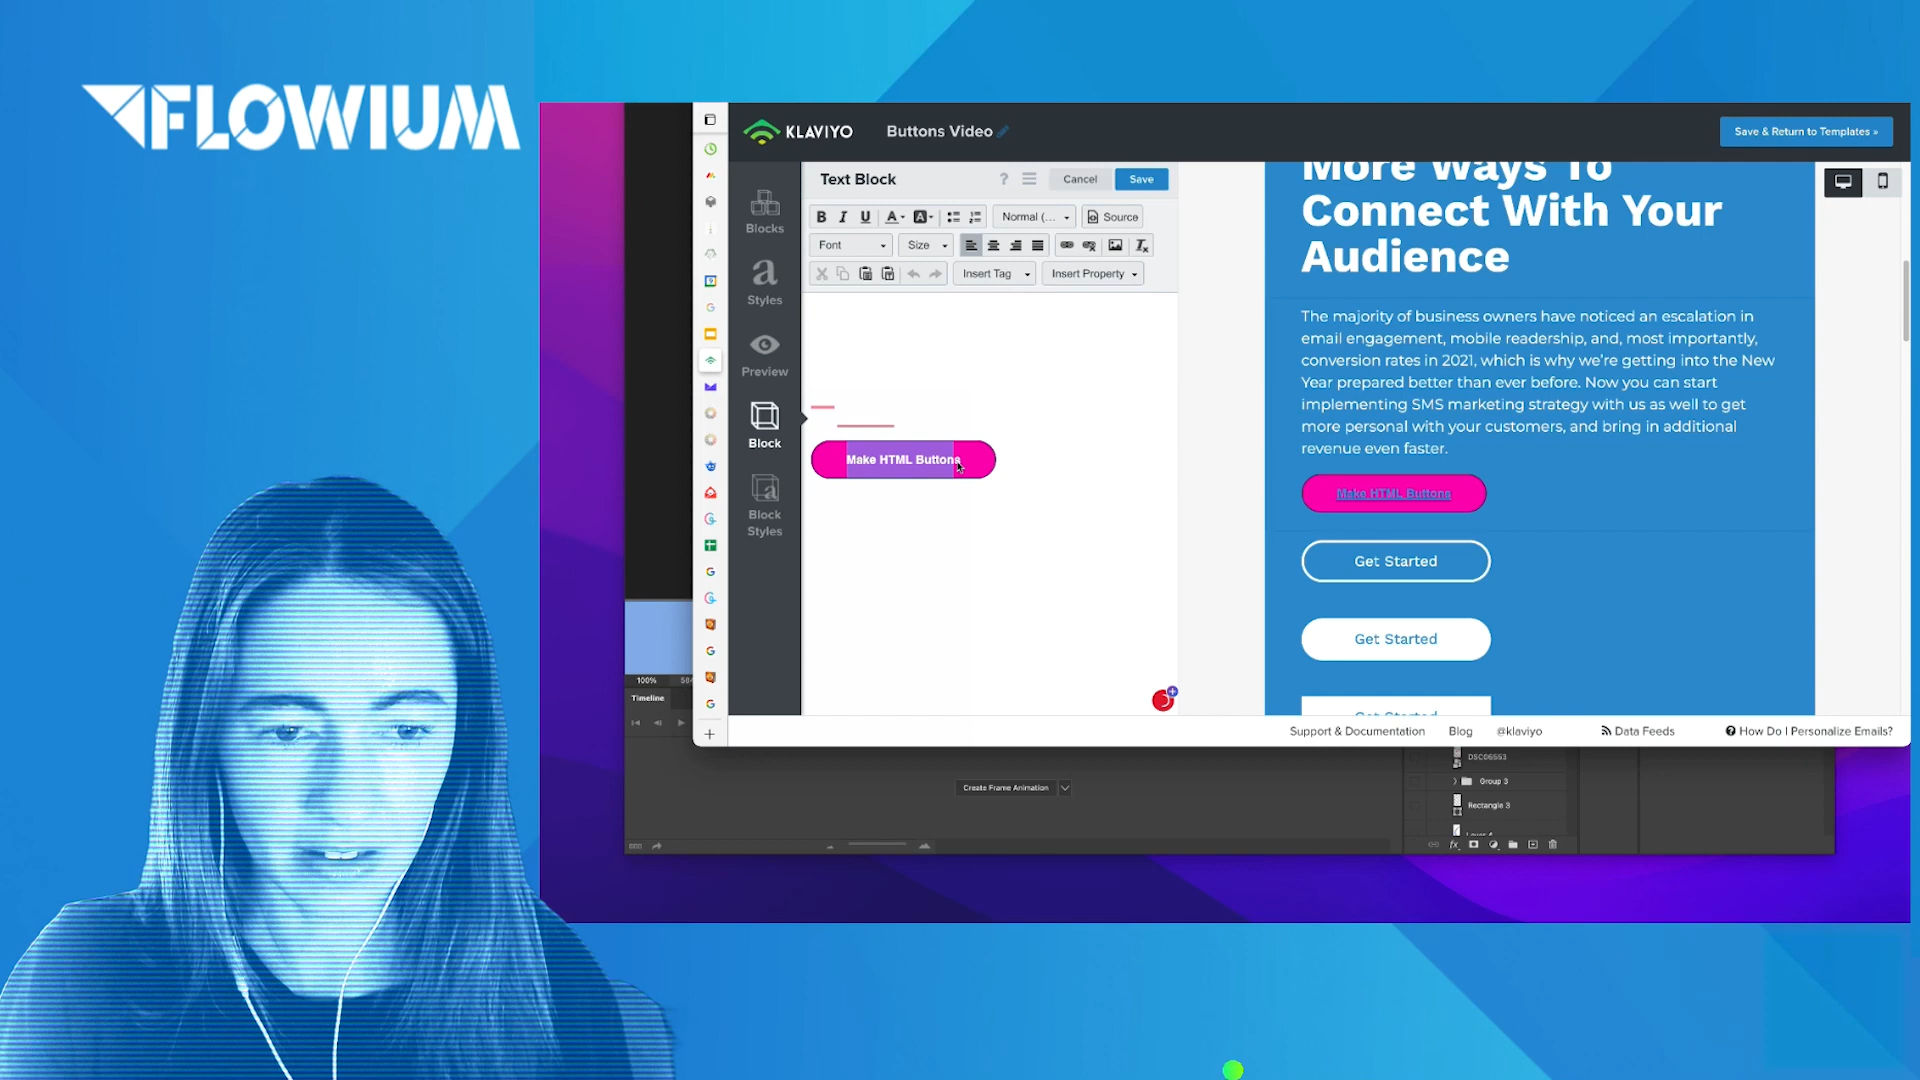 FLOWIUM
KLAVIYO
Buttons Video
Save & Return to Templates »
Text Block
? Cancel Save
B I U A A Normal (... Source
Font Size
Insert Tag Insert Property
Blocks
Styles
Preview
Block
Block
Styles
Make HTML Buttons
More Ways To
Connect With Your
Audience
The majority of business owners have noticed an escalation in
email engagement, mobile readership, and, most importantly,
conversion rates in 2021, which is why we're getting into the New
Year prepared better than ever before. Now you can start
implementing SMS marketing strategy with us as well to get
more personal with your customers, and bring in additional
revenue even faster.
Make HTML Buttons
Get Started
Get Started
Get Started
Support & Documentation Blog @klaviyo Data Feeds How Do I Personalize Emails?
100%
Timeline
Create Frame Animation
DSC06553
Group 3
Rectangle 3